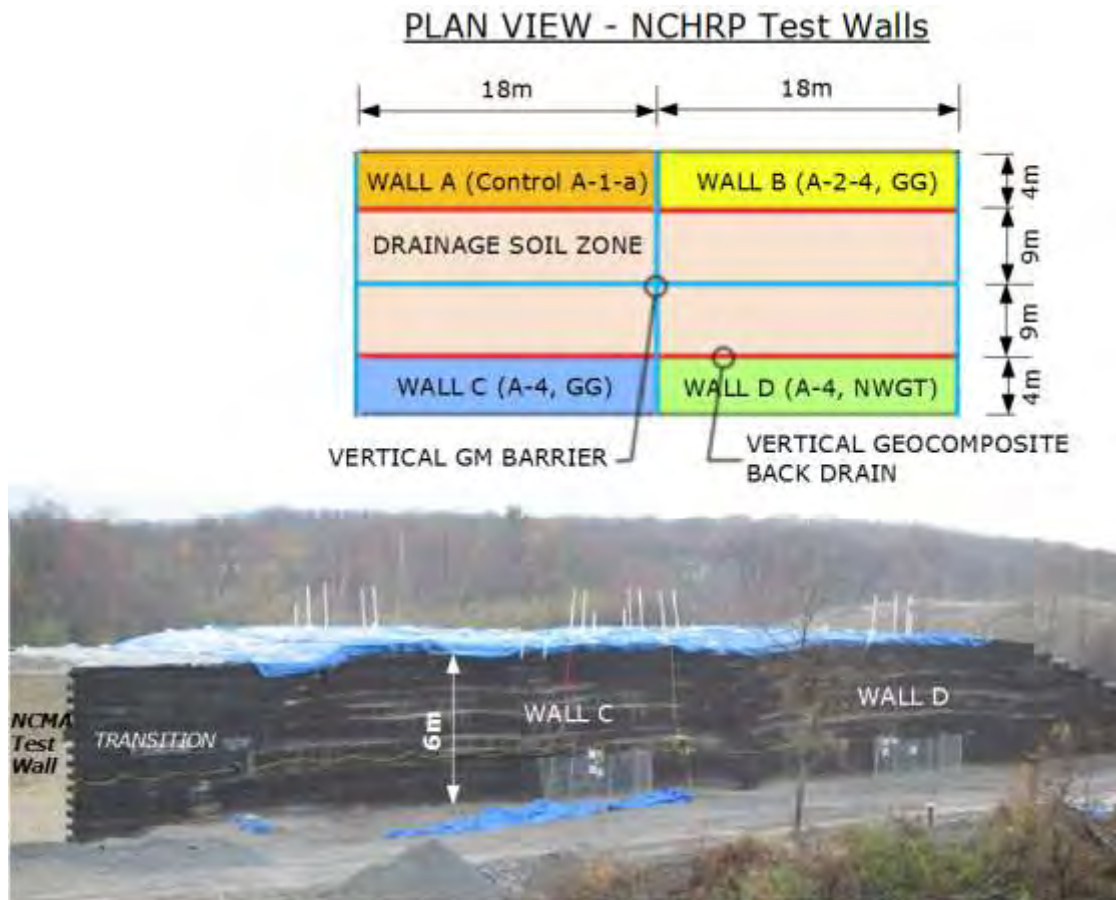 PLAN VIEW - NCHRP Test Walls
18m 18m
WALL A (Control A-1-a) WALL B (A-2-4, GG)
4m
DRAINAGE SOIL ZONE
9m
9m
WALL C (A-4, GG) WALL D (A-4, NWGT)
4m
VERTICAL GM BARRIER
VERTICAL GEOCOMPOSITE
BACK DRAIN
WALL C
WALL D
6m
NCMA
Test
Wall
TRANSITION